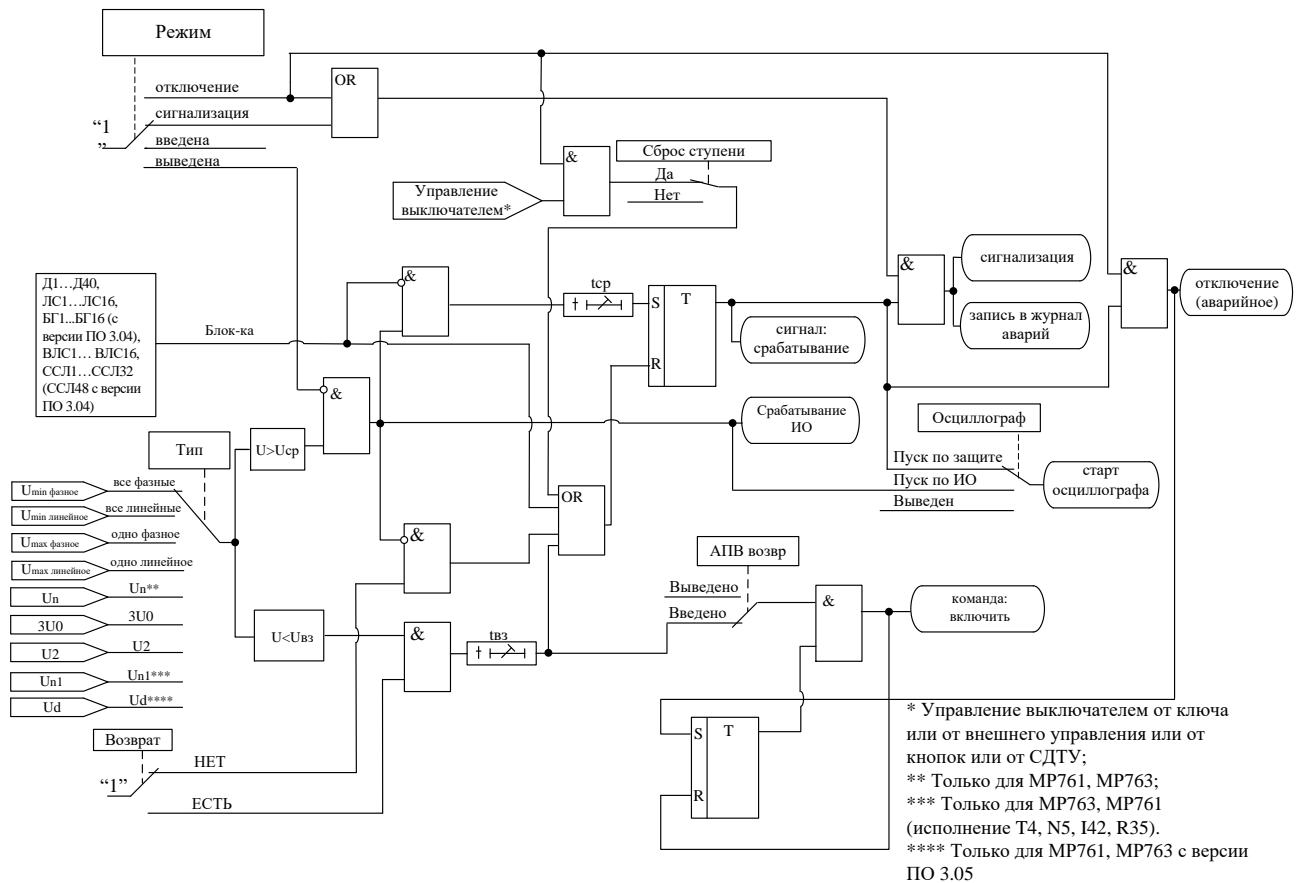 Режим
отключение
сигнализация
введена
выведена
“1
”
OR
&
Сброс ступени
Да
Нет
Управление
выключателем*
Д1…Д40,
ЛС1…ЛС16,
БГ1...БГ16 (с
версии ПО 3.04),
ВЛС1… ВЛС16,
ССЛ1…ССЛ32
(ССЛ48 с версии
ПО 3.04)
Блок-ка
&
tср
S
T
R
сигнал:
срабатывание
&
сигнализация
запись в журнал
аварий
&
отключение
(аварийное)
&
Тип
U>Uср
Срабатывание
ИО
Осциллограф
Пуск по защите
Пуск по ИО
Выведен
старт
осциллографа
Umin фазное
все фазные
Umin линейное
все линейные
Umax фазное
одно фазное
Umax линейное
одно линейное
Un
Un**
3U0
3U0
U2
U2
Un1
Un1***
Ud
Ud****
OR
&
U<Uвз
&
tвз
АПВ возвр
Выведено
Введено
&
команда:
включить
Возврат
“1”
НЕТ
ЕСТЬ
S
T
R
* Управление выключателем от ключа
или от внешнего управления или от
кнопок или от СДТУ;
** Только для МР761, МР763;
*** Только для МР763, МР761
(исполнение T4, N5, I42, R35).
**** Только для МР761, МР763 с версии
ПО 3.05